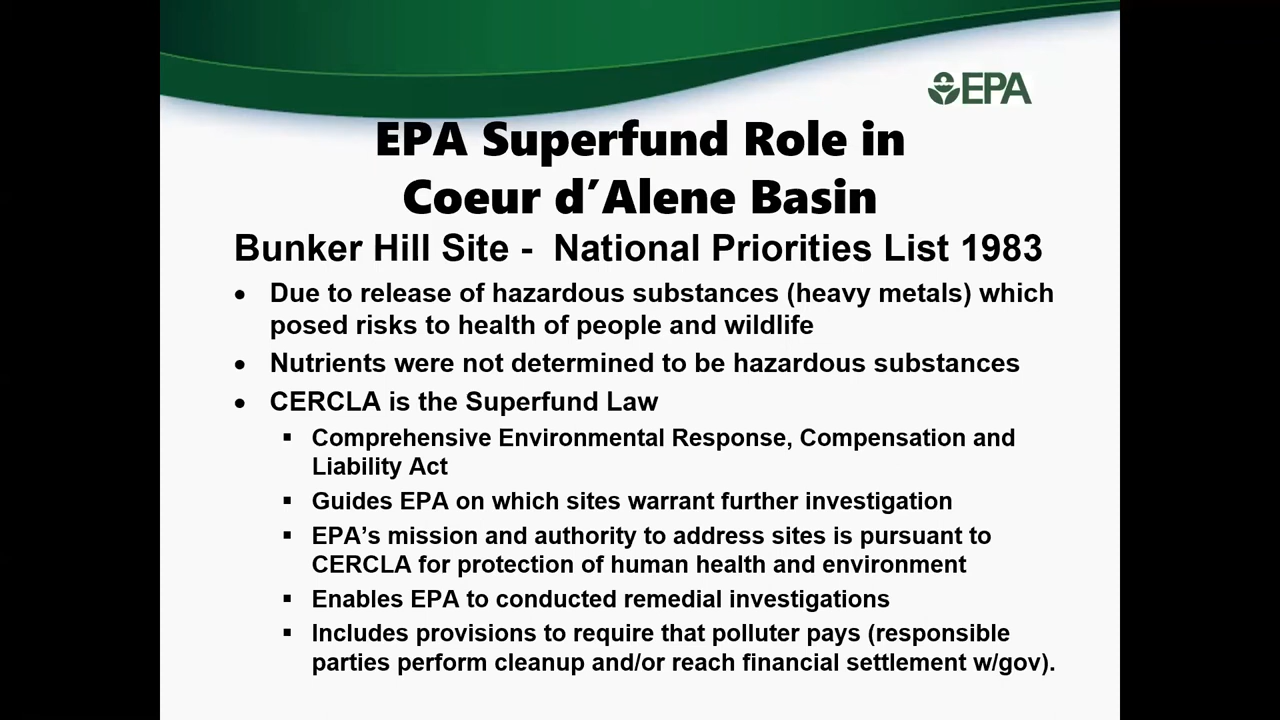 EPA
EPA Superfund Role in
Coeur d’Alene Basin
Bunker Hill Site -  National Priorities List 1983
• Due to release of hazardous substances (heavy metals) which
posed risks to health of people and wildlife
• Nutrients were not determined to be hazardous substances
• CERCLA is the Superfund Law
▪ Comprehensive Environmental Response, Compensation and
Liability Act
▪ Guides EPA on which sites warrant further investigation
▪ EPA’s mission and authority to address sites is pursuant to
CERCLA for protection of human health and environment
▪ Enables EPA to conducted remedial investigations
▪ Includes provisions to require that polluter pays (responsible
parties perform cleanup and/or reach financial settlement w/gov).